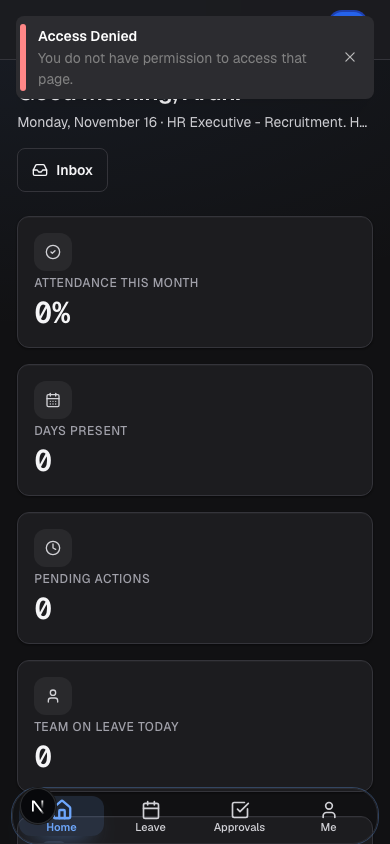 Access Denied
You do not have permission to access that
page.
Monday, November 16 · HR Executive - Recruitment. H...
Inbox
ATTENDANCE THIS MONTH
0%
DAYS PRESENT
0
PENDING ACTIONS
0
TEAM ON LEAVE TODAY
0
N
Home
Leave
Approvals
Me